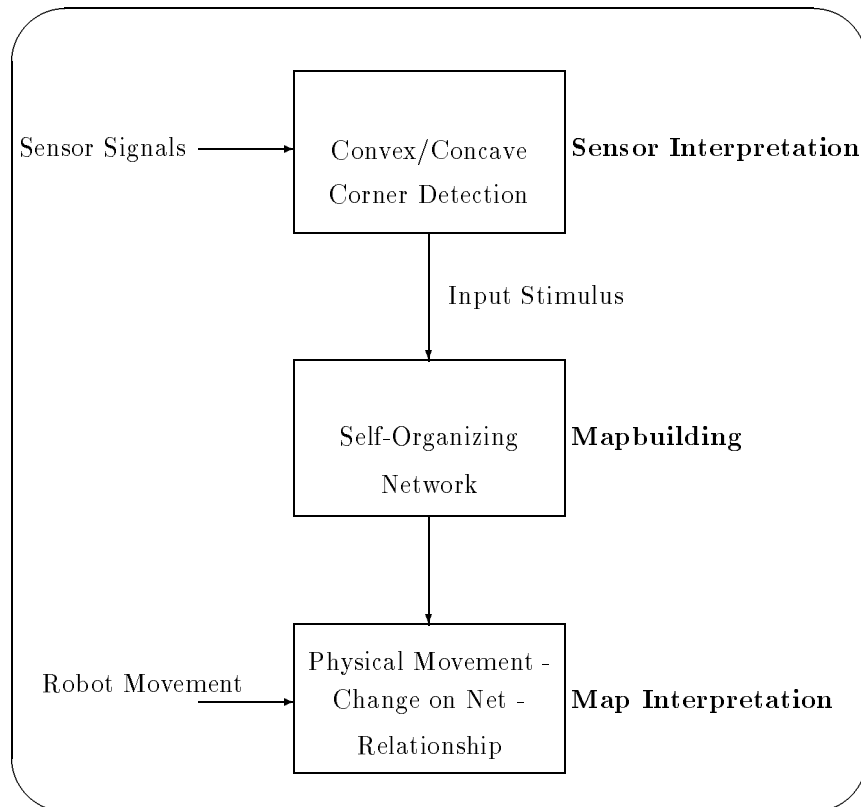 Sensor Signals
Convex/Concave
Corner Detection
Sensor Interpretation
Input Stimulus
Self-Organizing
Network
Mapbuilding
Robot Movement
Physical Movement -
Change on Net -
Relationship
Map Interpretation